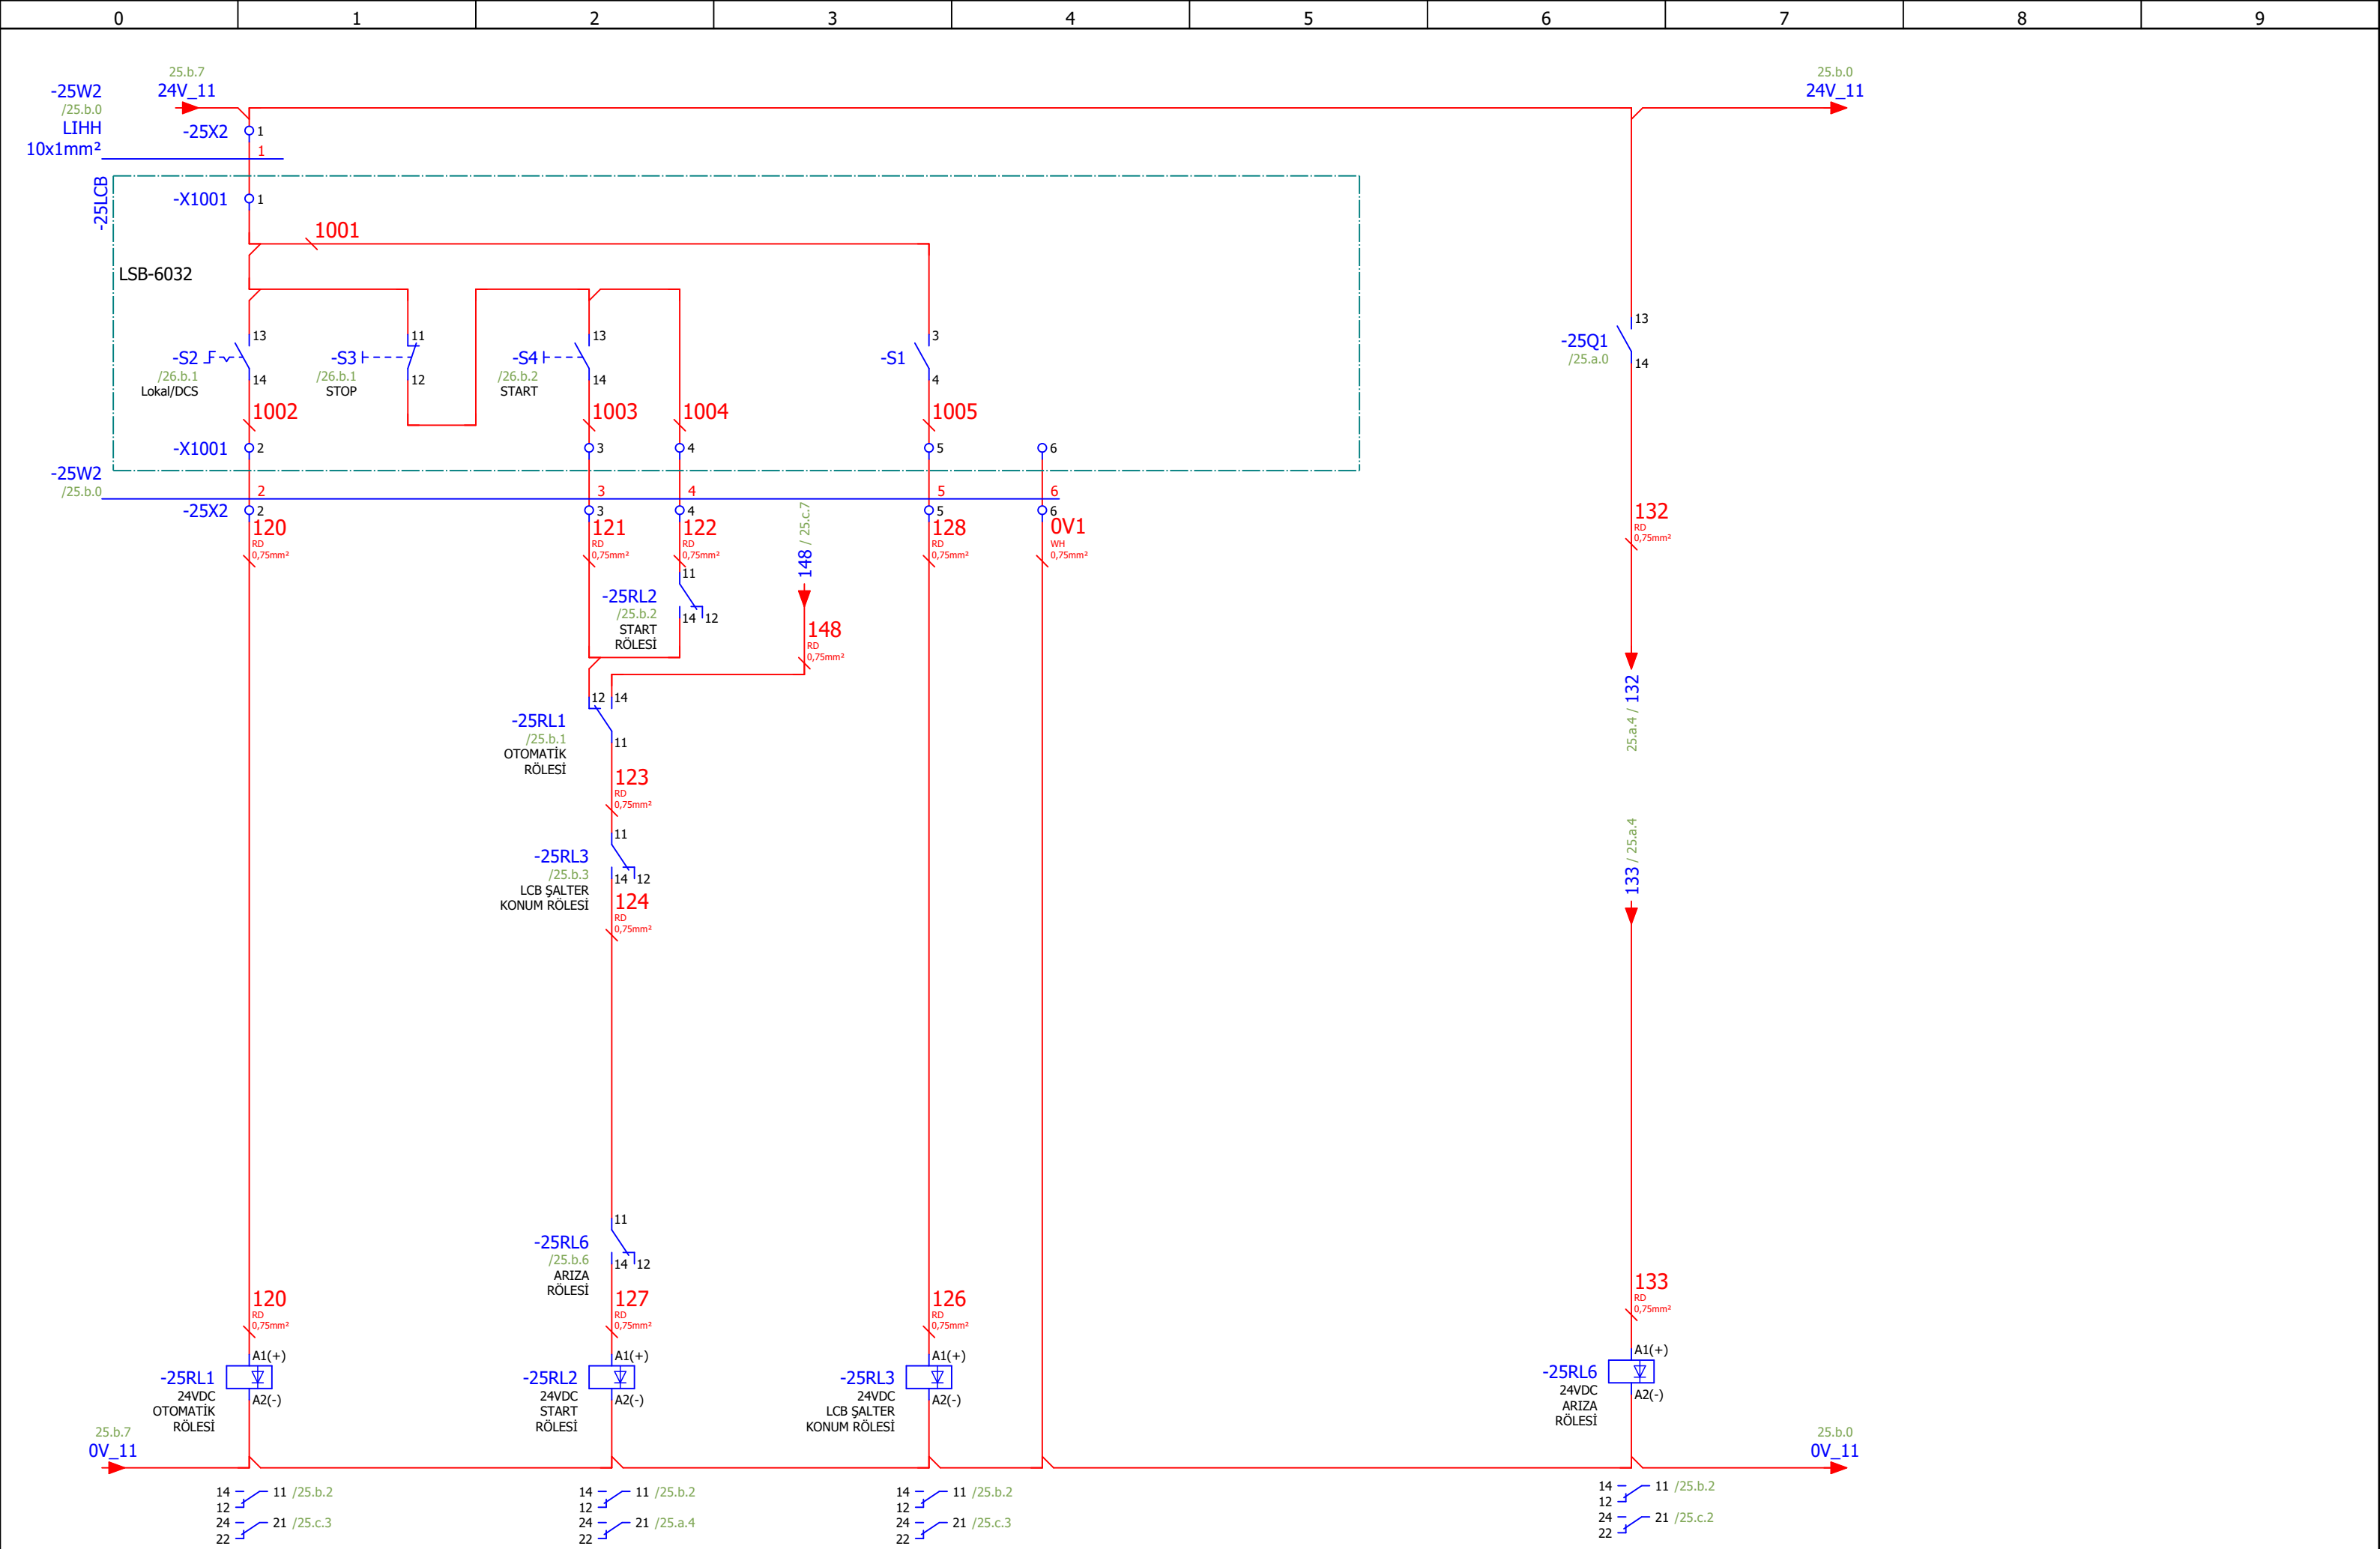 0 1 2 3 4 5 6 7 8 9
25.b.7
24V_11
25.b.0
24V_11
-25W2
/25.b.0
LIHH
10x1mm²
-25X2 1
1
-25LCB
-X1001 1
1001
LSB-6032
-S2 13
/26.b.1 14
Lokal/DCS
-S3 11
/26.b.1 12
STOP
-S4 13
/26.b.2 14
START
-S1 3
4
-25Q1 13
/25.a.0 14
1002 1003 1004 1005
-X1001 2 3 4 5 6
-25W2
/25.b.0 2 3 4 5 6
-25X2 2 3 4 5 6
120
RD
0,75mm²
121
RD
0,75mm²
122
RD
0,75mm²
148 / 25.c.7
128
RD
0,75mm²
0V1
WH
0,75mm²
132
RD
0,75mm²
11
-25RL2
/25.b.2 14 12
START
RÖLESİ
148
RD
0,75mm²
25.a.4 / 132
12 14
-25RL1
/25.b.1 11
OTOMATİK
RÖLESİ
123
RD
0,75mm²
11
-25RL3
/25.b.3 14 12
LCB ŞALTER
KONUM RÖLESİ
124
RD
0,75mm²
133 / 25.a.4
11
-25RL6
/25.b.6 14 12
ARIZA
RÖLESİ
120
RD
0,75mm²
127
RD
0,75mm²
126
RD
0,75mm²
133
RD
0,75mm²
A1(+)
-25RL1
24VDC A2(-)
OTOMATİK
RÖLESİ
A1(+)
-25RL2
24VDC A2(-)
START
RÖLESİ
A1(+)
-25RL3
24VDC A2(-)
LCB ŞALTER
KONUM RÖLESİ
A1(+)
-25RL6
24VDC A2(-)
ARIZA
RÖLESİ
25.b.7
0V_11
25.b.0
0V_11
14 11 /25.b.2
12
24 21 /25.c.3
22
14 11 /25.b.2
12
24 21 /25.a.4
22
14 11 /25.b.2
12
24 21 /25.c.3
22
14 11 /25.b.2
12
24 21 /25.c.2
22